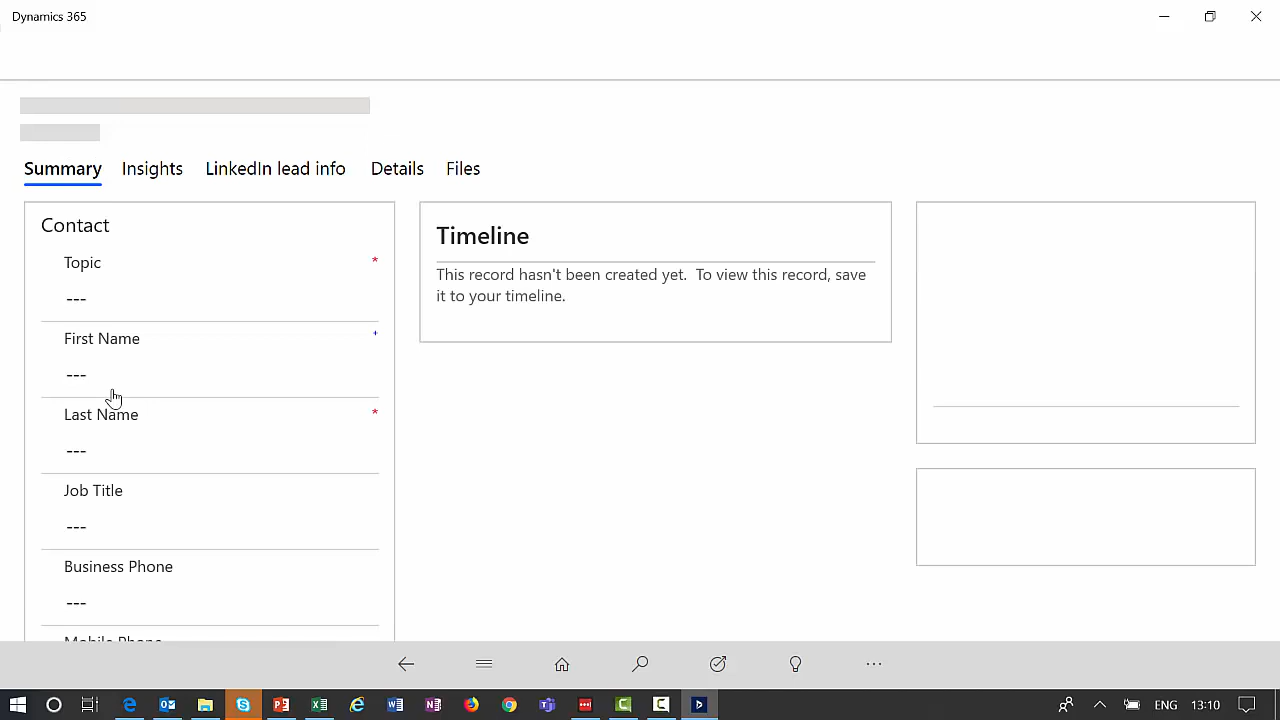 Dynamics 365
Summary Insights LinkedIn lead info Details Files
Contact
Topic *
---
First Name +
---
Last Name *
---
Job Title
---
Business Phone
---
Mobile Phone
Timeline
This record hasn't been created yet. To view this record, save
it to your timeline.
ENG 13:10